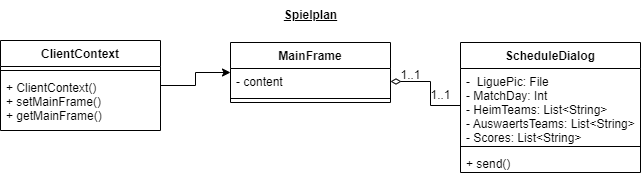 Spielplan
ClientContext
+ ClientContext()
+ setMainFrame()
+ getMainFrame()
MainFrame
- content
1..1
1..1
ScheduleDialog
- LiguePic: File
- MatchDay: Int
- HeimTeams: List<String>
- AuswaertsTeams: List<String>
- Scores: List<String>
+ send()